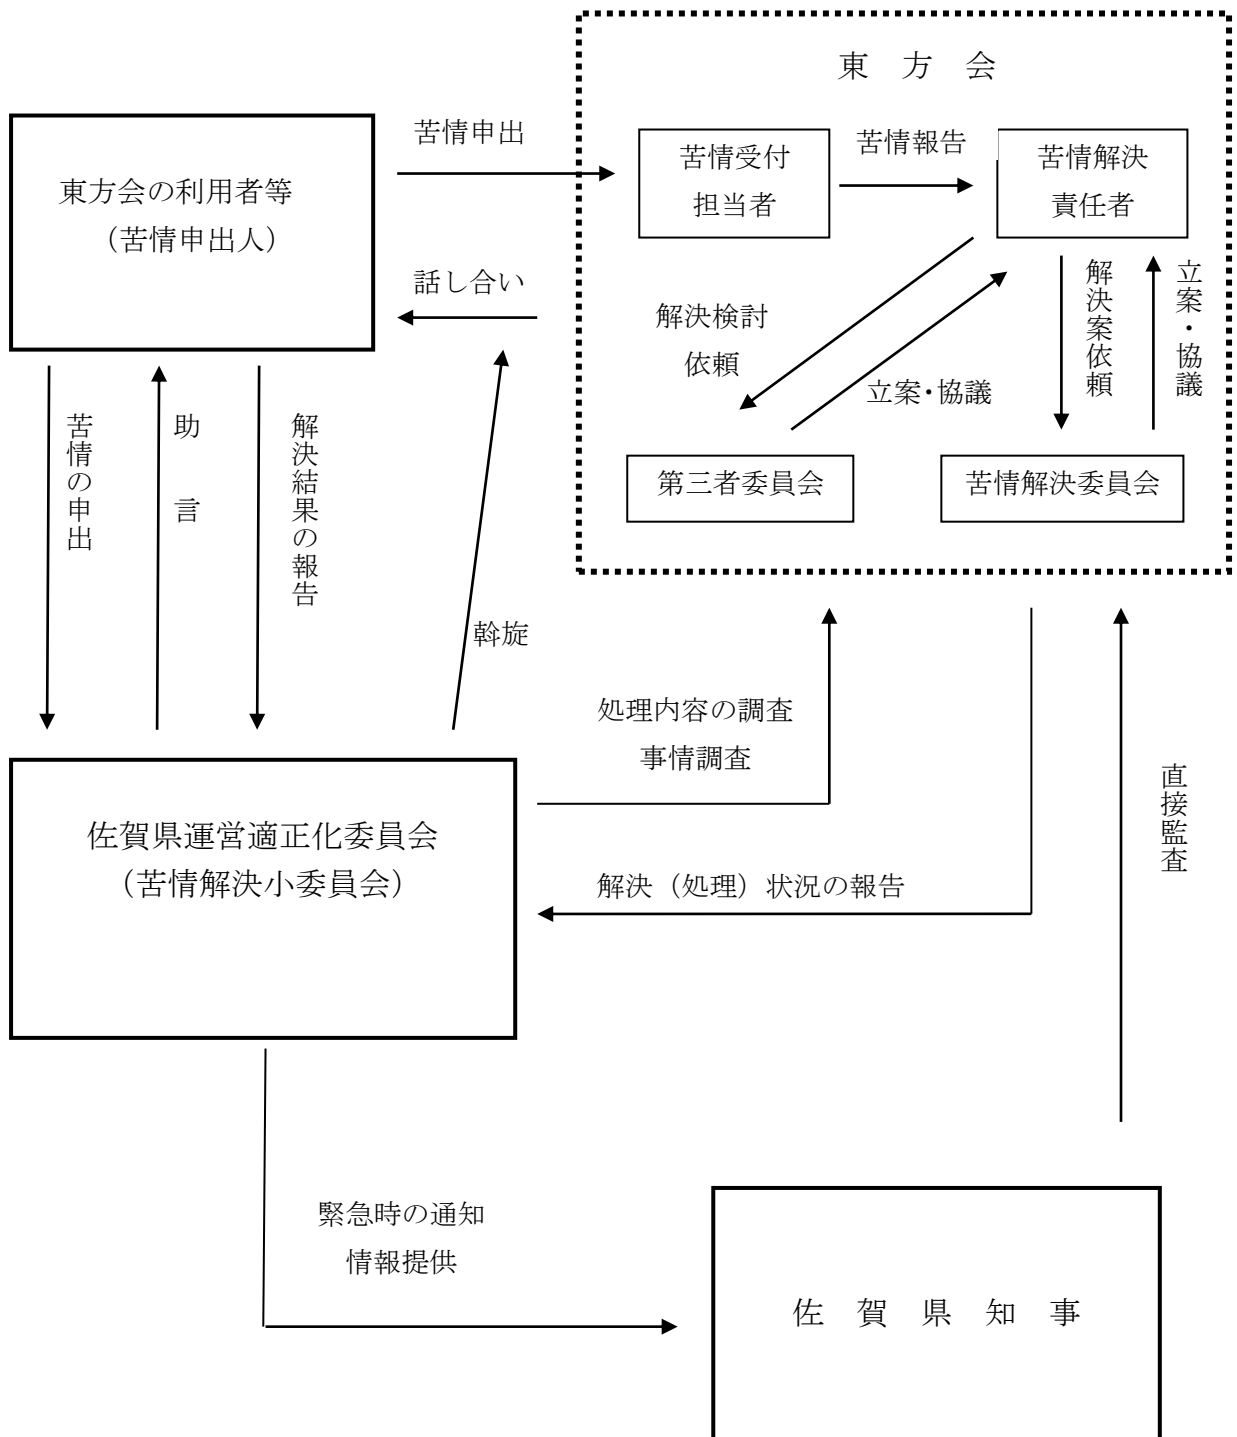 東　方　会
苦情申出
苦情受付
担当者
苦情報告
苦情解決
責任者
東方会の利用者等
（苦情申出人）
話し合い
解決検討
依頼
立案・協議
解決案依頼
立案・協議
第三者委員会
苦情解決委員会
苦情の申出
助　言
解決結果の報告
斡旋
処理内容の調査
事情調査
直接監査
佐賀県運営適正化委員会
（苦情解決小委員会）
解決（処理）状況の報告
緊急時の通知
情報提供
佐　賀　県　知　事